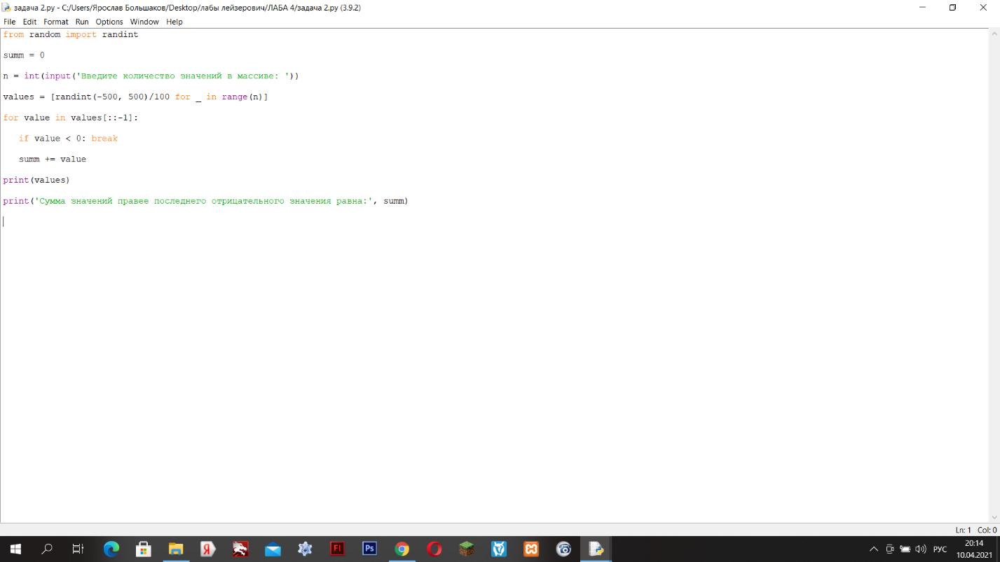 задача 2.py - C:/Users/Ярослав Большаков/Desktop/лабы лейзерович/ЛАБА 4/задача 2.py (3.9.2)
File Edit Format Run Options Window Help
from random import randint
summ = 0
n = int(input('Введите количество значений в массиве: '))
values = [randint(-500, 500)/100 for _ in range(n)]
for value in values[::-1]:
   if value < 0: break
   summ += value
print(values)
print('Сумма значений правее последнего отрицательного значения равна:', summ)
Ln: 1 Col: 0
Я
Fl
Ps
РУС
20:14
10.04.2021